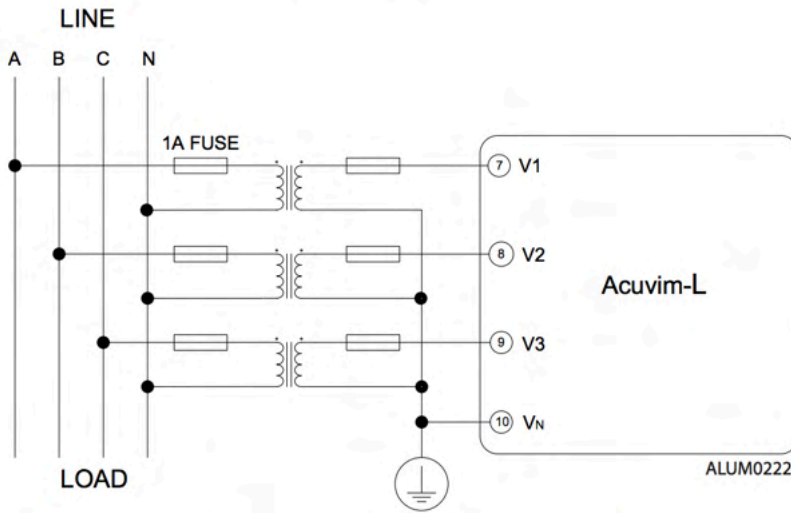 LINE
A B C N
1A FUSE
7 V1
8 V2
Acuvim-L
9 V3
10 VN
LOAD
ALUM0222